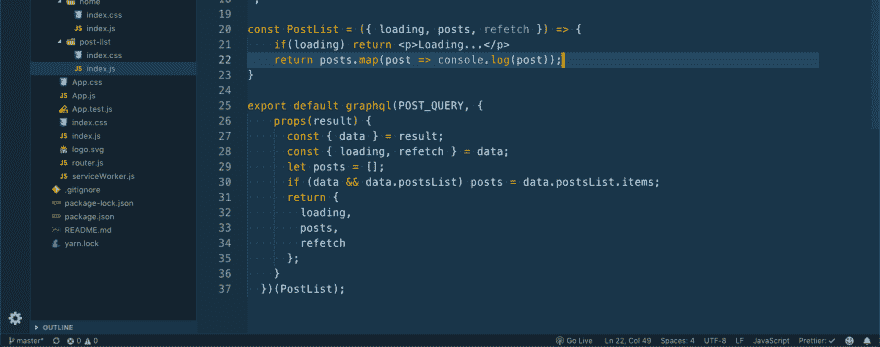 home
index.css
index.js
post-list
index.css
index.js
App.css
App.js
App.test.js
index.css
index.js
logo.svg
router.js
serviceWorker.js
.gitignore
package-lock.json
package.json
README.md
yarn.lock
OUTLINE
19
20 const PostList = ({ loading, posts, refetch }) => {
21 if(loading) return <p>Loading...</p>
22 return posts.map(post => console.log(post));
23 }
24
25 export default graphql(POST_QUERY, {
26 props(result) {
27 const { data } = result;
28 const { loading, refetch } = data;
29 let posts = [];
30 if (data && data.postsList) posts = data.postsList.items;
31 return {
32 loading,
33 posts,
34 refetch
35 };
36 }
37 })(PostList);
master* 0 0 Go Live Ln 22, Col 49 Spaces: 4 UTF-8 LF JavaScript Prettier: ✓